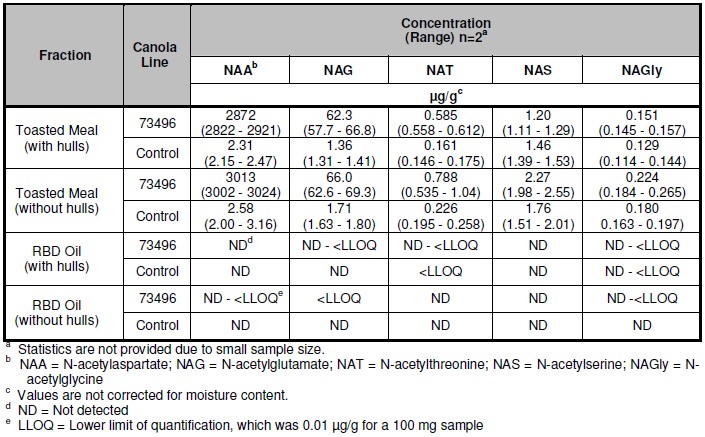 Fraction Canola Line Concentration (Range) n=2a
NAAb NAG NAT NAS NAGly
µg/gc
Toasted Meal (with hulls) 73496 2872 62.3 0.585 1.20 0.151
(2822 - 2921) (57.7 - 66.8) (0.558 - 0.612) (1.11 - 1.29) (0.145 - 0.157)
Control 2.31 1.36 0.161 1.46 0.129
(2.15 - 2.47) (1.31 - 1.41) (0.146 - 0.175) (1.39 - 1.53) (0.114 - 0.144)
Toasted Meal (without hulls) 73496 3013 66.0 0.788 2.27 0.224
(3002 - 3024) (62.6 - 69.3) (0.535 - 1.04) (1.98 - 2.55) (0.184 - 0.265)
Control 2.58 1.71 0.226 1.76 0.180
(2.00 - 3.16) (1.63 - 1.80) (0.195 - 0.258) (1.51 - 2.01) 0.163 - 0.197)
RBD Oil (with hulls) 73496 NDd ND - <LLOQ ND - <LLOQ ND ND - <LLOQ
Control ND ND <LLOQ ND ND - <LLOQ
RBD Oil (without hulls) 73496 ND - <LLOQe <LLOQ ND ND ND -<LLOQ
Control ND ND ND ND ND
a Statistics are not provided due to small sample size.
b NAA = N-acetylaspartate; NAG = N-acetylglutamate; NAT = N-acetylthreonine; NAS = N-acetylserine; NAGly = N-
acetylglycine
c Values are not corrected for moisture content.
d ND = Not detected
e LLOQ = Lower limit of quantification, which was 0.01 µg/g for a 100 mg sample